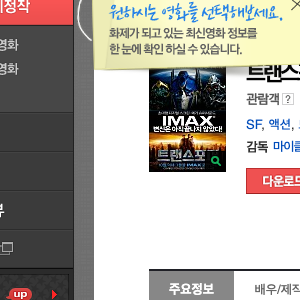 제작
원하시는 영화를 선택해보세요.
화제가 되고 있는 최신영화 정보를
한 눈에 확인 하실 수 있습니다.
영화
영화
트랜스
관람객 ?
SF, 액션,
감독 마이클
다운로드
IMAX
변신은 아직 끝나지 않았다!
트랜스포
up
주요정보
배우/제작